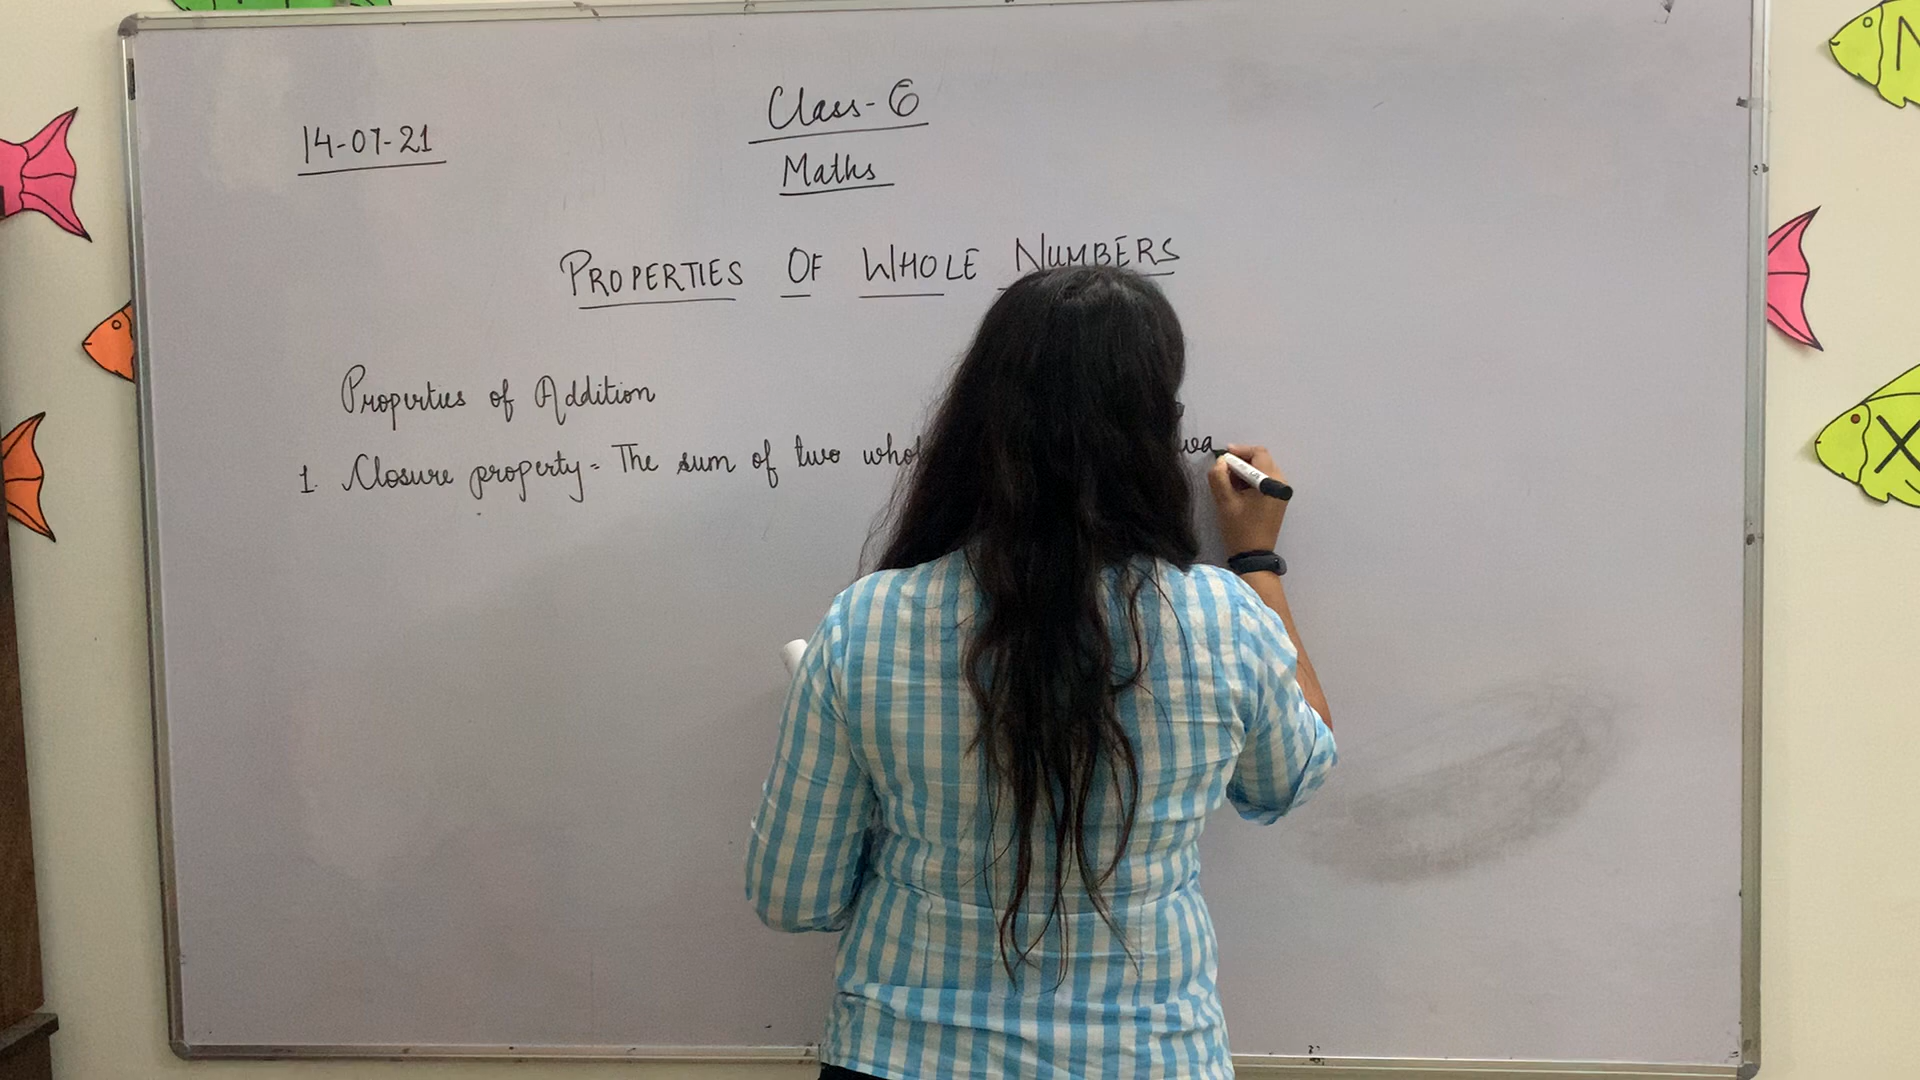 14-07-21
Class-6
Maths
PROPERTIES OF WHOLE NUMBERS
Properties of Addition
1. Closure property - The sum of two
X